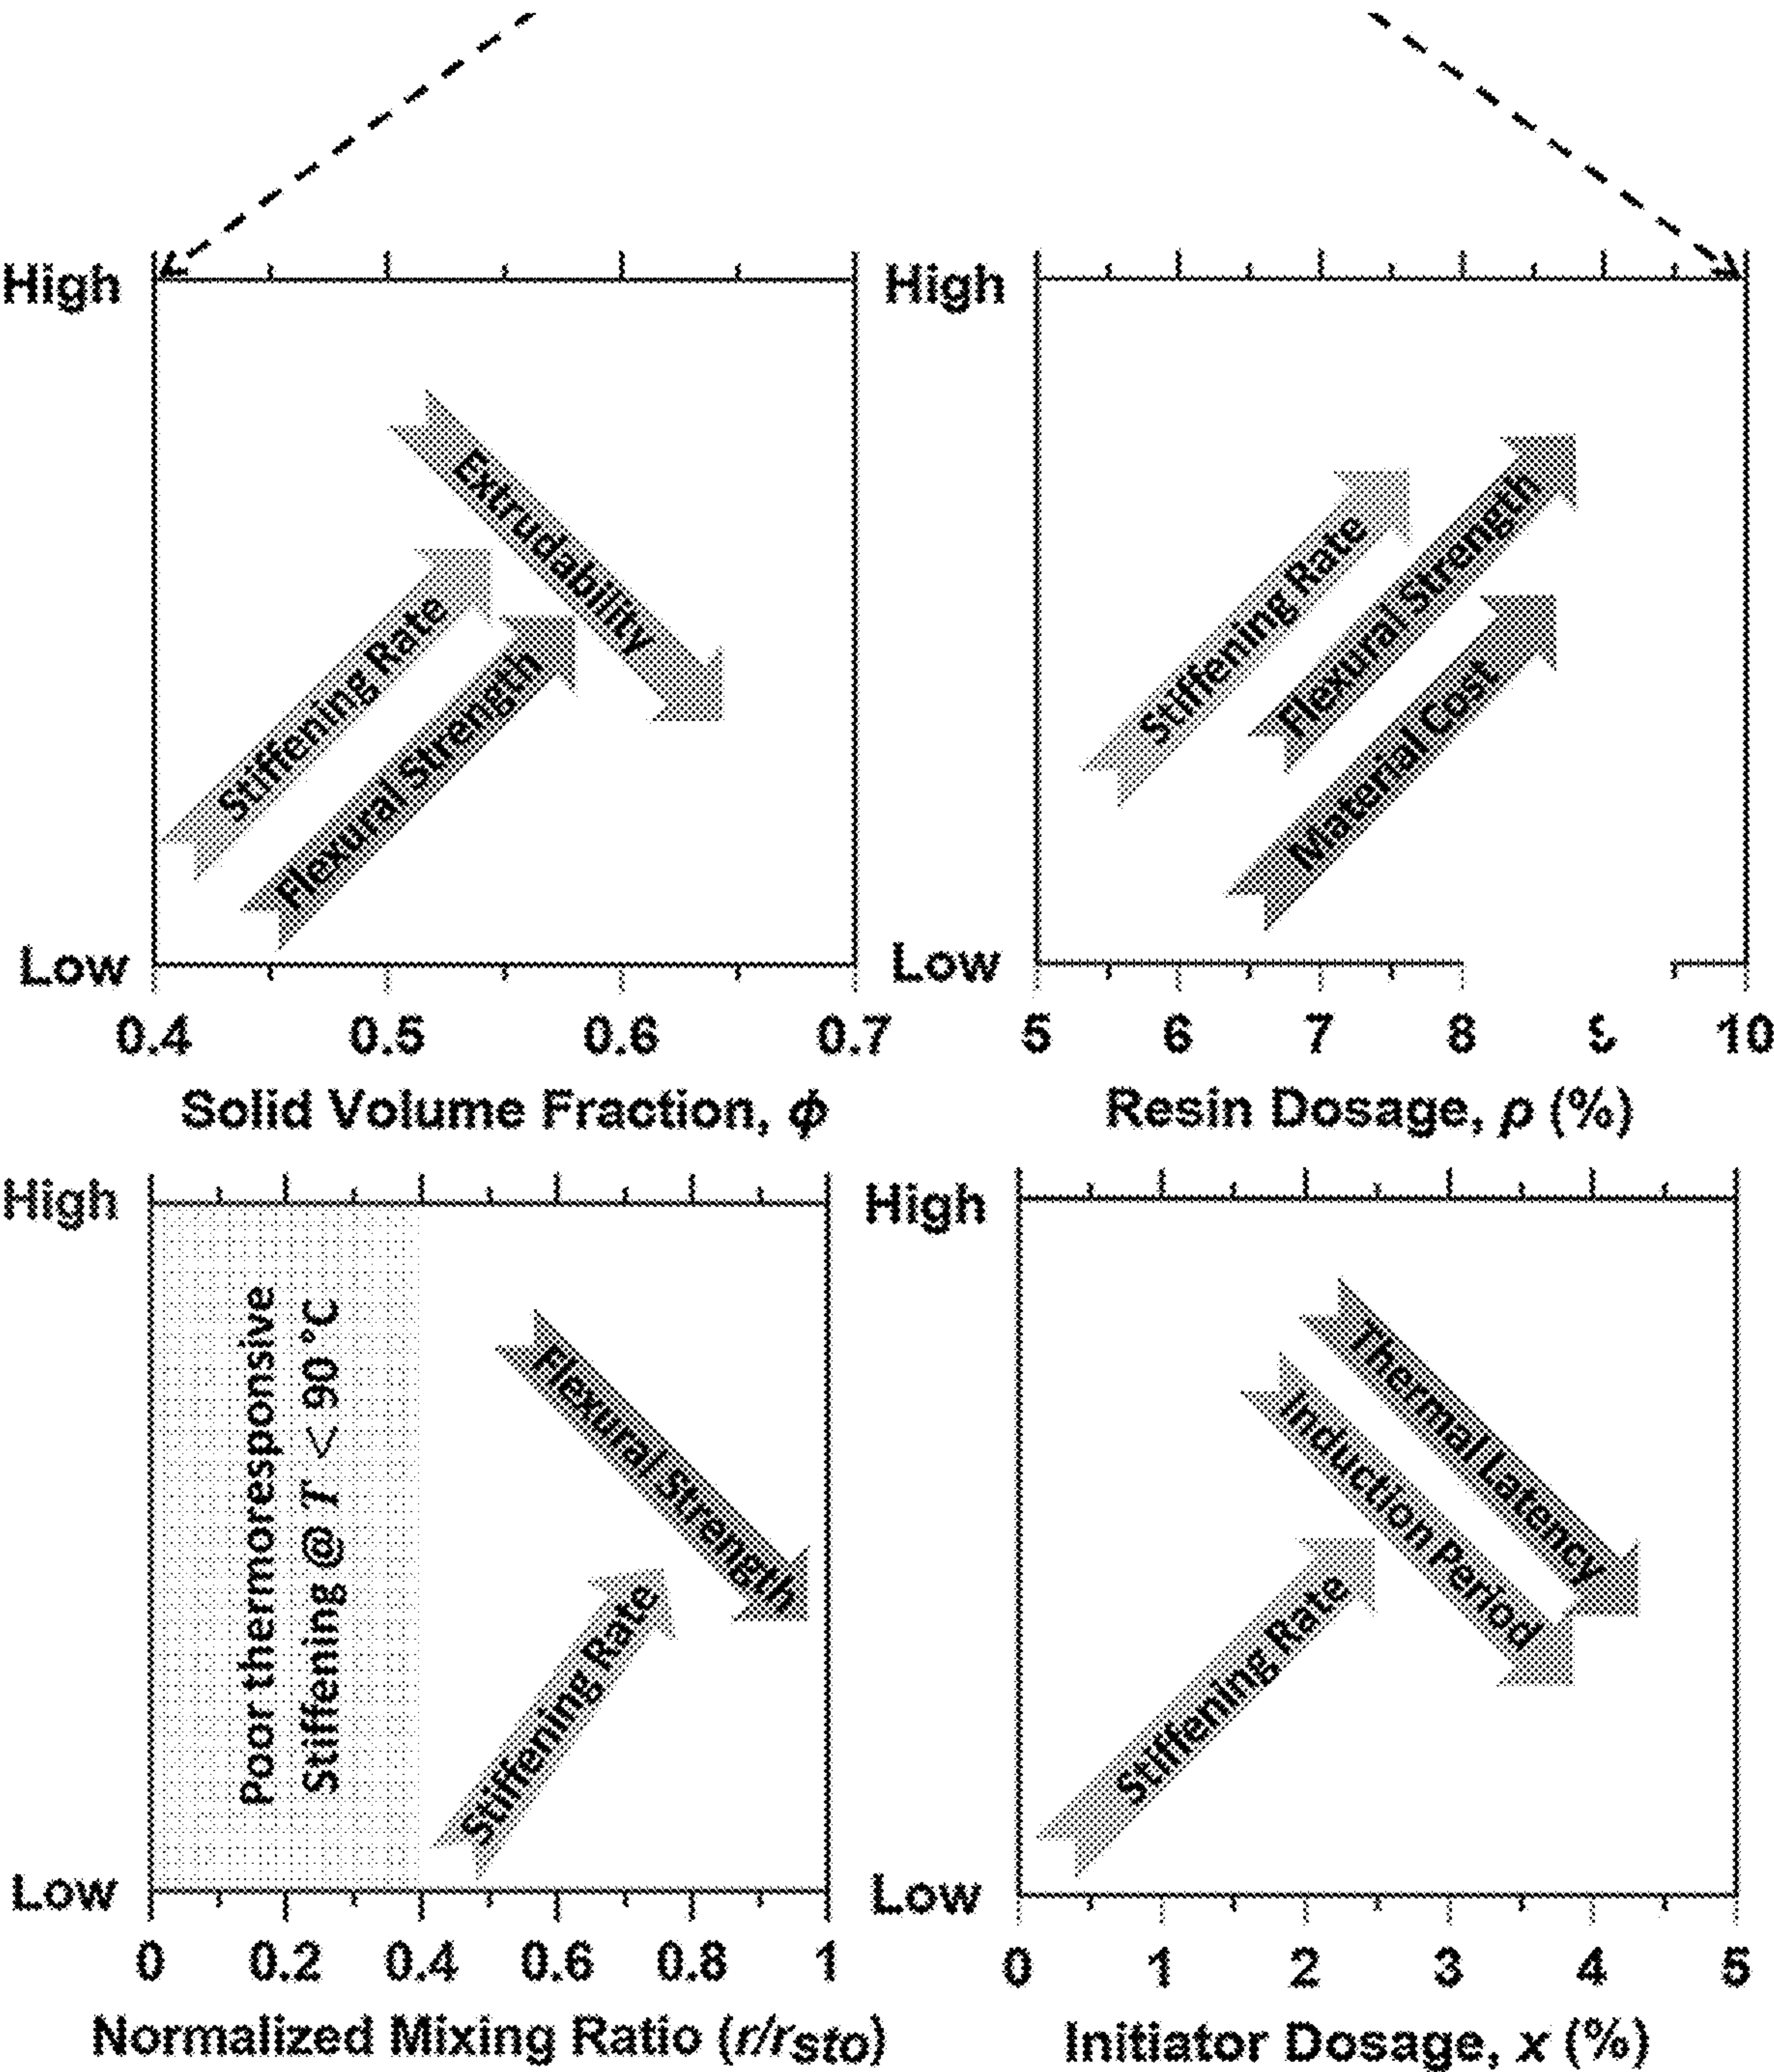 High
Extrudability
Stiffening Rate
Flexural Strength
Low
0.4 0.5 0.6 0.7
Solid Volume Fraction, ϕ
High
Stiffening Rate
Flexural Strength
Material Cost
Low
5 6 7 8 10
Resin Dosage, ρ (%)
High
Poor thermoresponsive
Stiffening @ T < 90 °C
Flexural Strength
Stiffening Rate
Low
0 0.2 0.4 0.6 0.8 1
Normalized Mixing Ratio (r/rsto)
High
Thermal Latency
Induction Period
Stiffening Rate
Low
0 1 2 3 4 5
Initiator Dosage, x (%)